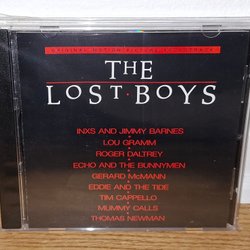 ORIGINAL MOTION PICTURE SOUNDTRACK
THE
LOST·BOYS
INXS AND JIMMY BARNES
LOU GRAMM
ROGER DALTREY
ECHO AND THE BUNNYMEN
GERARD McMANN
EDDIE AND THE TIDE
TIM CAPPELLO
MUMMY CALLS
THOMAS NEWMAN